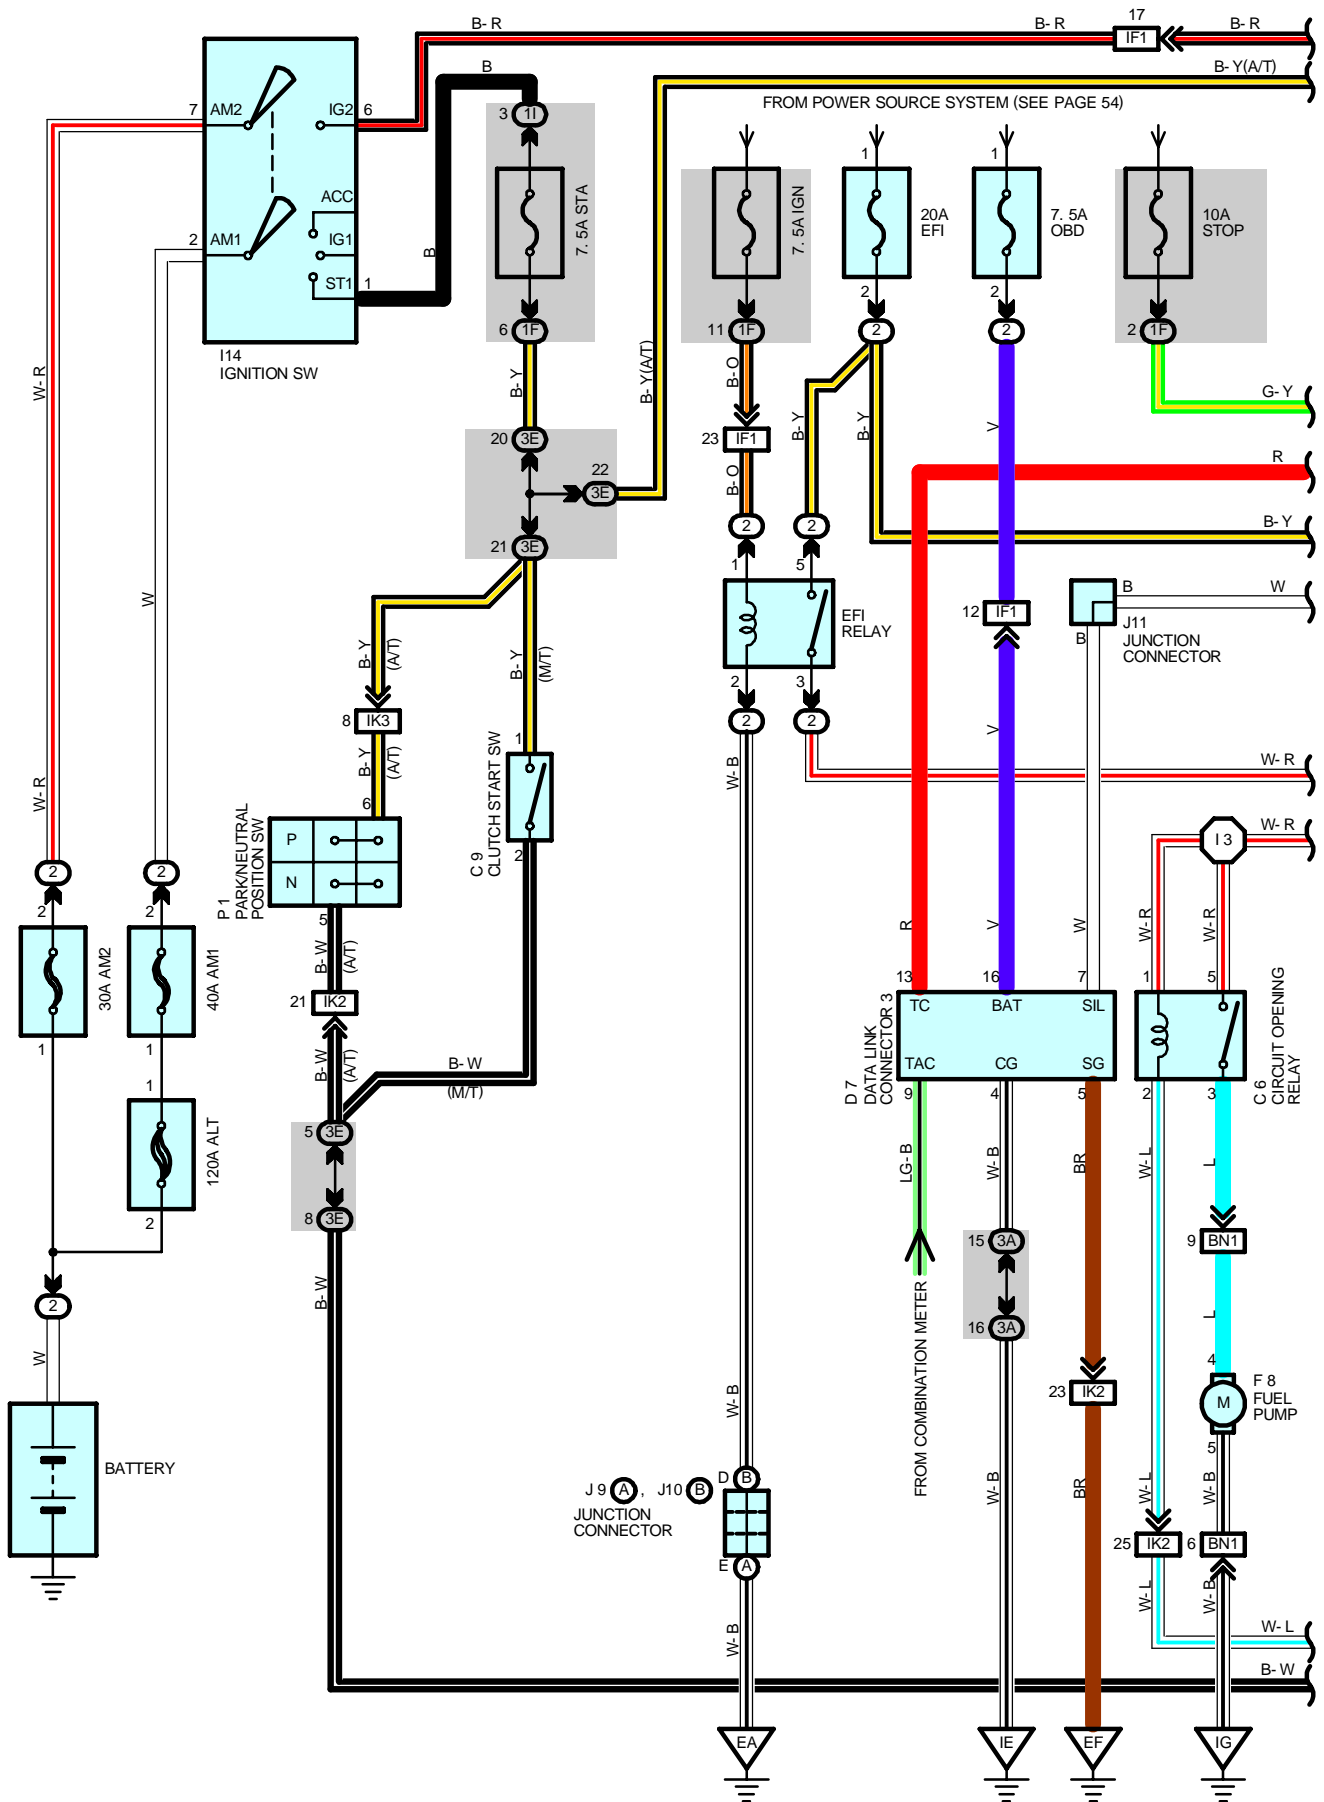 B- R
B- R
17
IF1
B- R
B
B- Y(A/T)
FROM POWER SOURCE SYSTEM (SEE PAGE 54)
7
AM2
IG2
6
3
1I
ACC
2
AM1
IG1
ST1
1
B
I14
IGNITION SW
7. 5A STA
6
1F
7. 5A IGN
11
1F
1
20A
EFI
2
2
1
7. 5A
OBD
2
2
10A
STOP
2
1F
W- R
B- Y
B- Y(A/T)
B- O
B- Y
B- Y
V
G- Y
20
3E
22
3E
23
IF1
R
B- O
21
3E
2
2
B- Y
1
5
EFI
RELAY
2
3
2
2
W
B- Y
(A/T)
B- Y
(M/T)
12
IF1
B
W
B
J11
JUNCTION
CONNECTOR
8
IK3
B- Y
(A/T)
1
C 9
CLUTCH START SW
2
W- B
V
W- R
W- R
6
P
N
P 1
PARK/NEUTRAL
POSITION SW
5
I 3
W- R
2
2
2
2
30A AM2
40A AM1
1
1
1
120A ALT
2
B- W
(A/T)
21
IK2
B- W
(A/T)
B- W
(M/T)
R
V
W
W- R
W- R
13
16
7
1
5
TC
BAT
SIL
TAC
CG
SG
D 7
DATA LINK
CONNECTOR 3
9
4
5
2
3
C 6
CIRCUIT OPENING
RELAY
5
3E
8
3E
LG- B
W- B
BR
W- L
L
15
3A
16
3A
9
BN1
2
W
B- W
FROM COMBINATION METER
L
4
M
F 8
FUEL
PUMP
5
23
IK2
W- B
BATTERY
D
B
J 9
A
,
J10
B
JUNCTION
CONNECTOR
E
A
W- B
BR
W- L
W- B
25
IK2
6
BN1
W- B
W- L
W- B
W- L
B- W
EA
IE
EF
IG